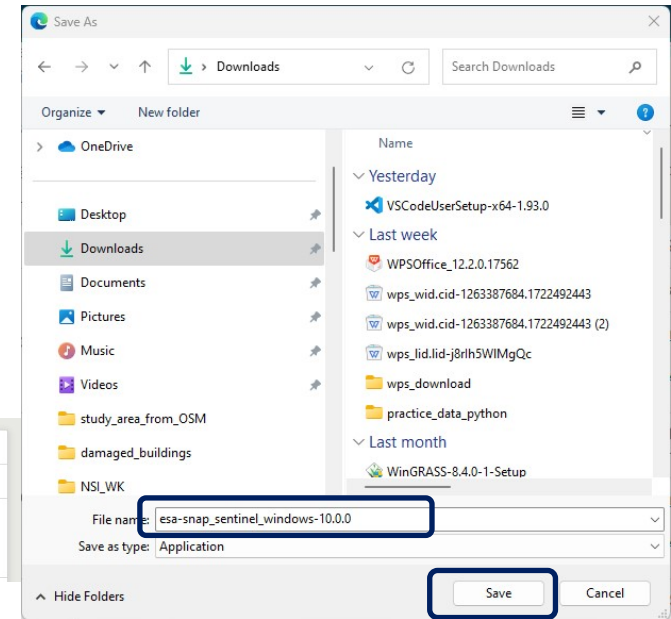 Save As
Downloads
Search Downloads
Organize
New folder
OneDrive
Desktop
Downloads
Documents
Pictures
Music
Videos
study_area_from_OSM
damaged_buildings
NSI_WK
Name
Yesterday
VSCodeUserSetup-x64-1.93.0
Last week
WPSOffice_12.2.0.17562
wps_wid.cid-1263387684.1722492443
wps_wid.cid-1263387684.1722492443 (2)
wps_lid.lid-j8rlh5WIMgQc
wps_download
practice_data_python
Last month
WinGRASS-8.4.0-1-Setup
File name: esa-snap_sentinel_windows-10.0.0
Save as type: Application
Hide Folders
Save
Cancel